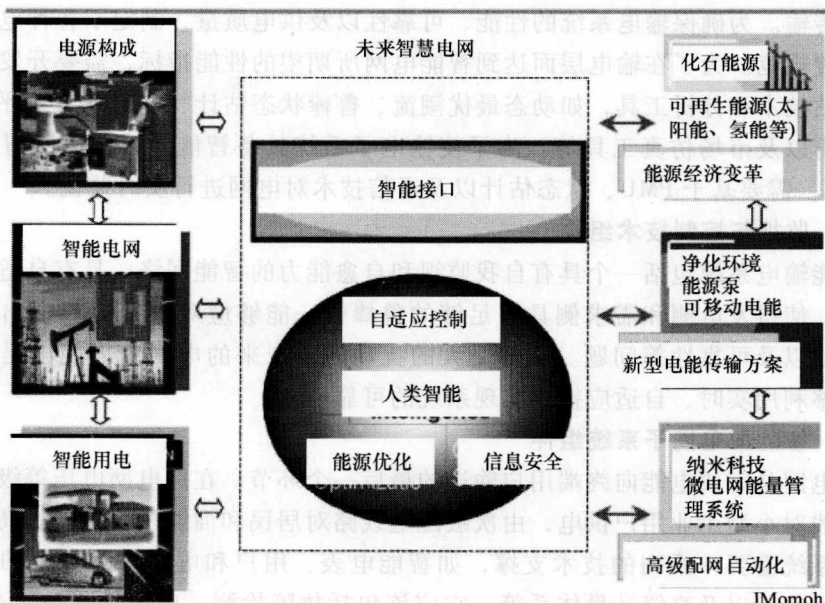 电源构成
未来智慧电网
化石能源
可再生能源(太
阳能、氢能等)
能源经济变革
智能接口
智能电网
净化环境
能源泵
可移动电能
自适应控制
新型电能传输方案
人类智能
智能用电
能源优化
信息安全
纳米科技
微电网能量管
理系统
高级配网自动化
JMomoh